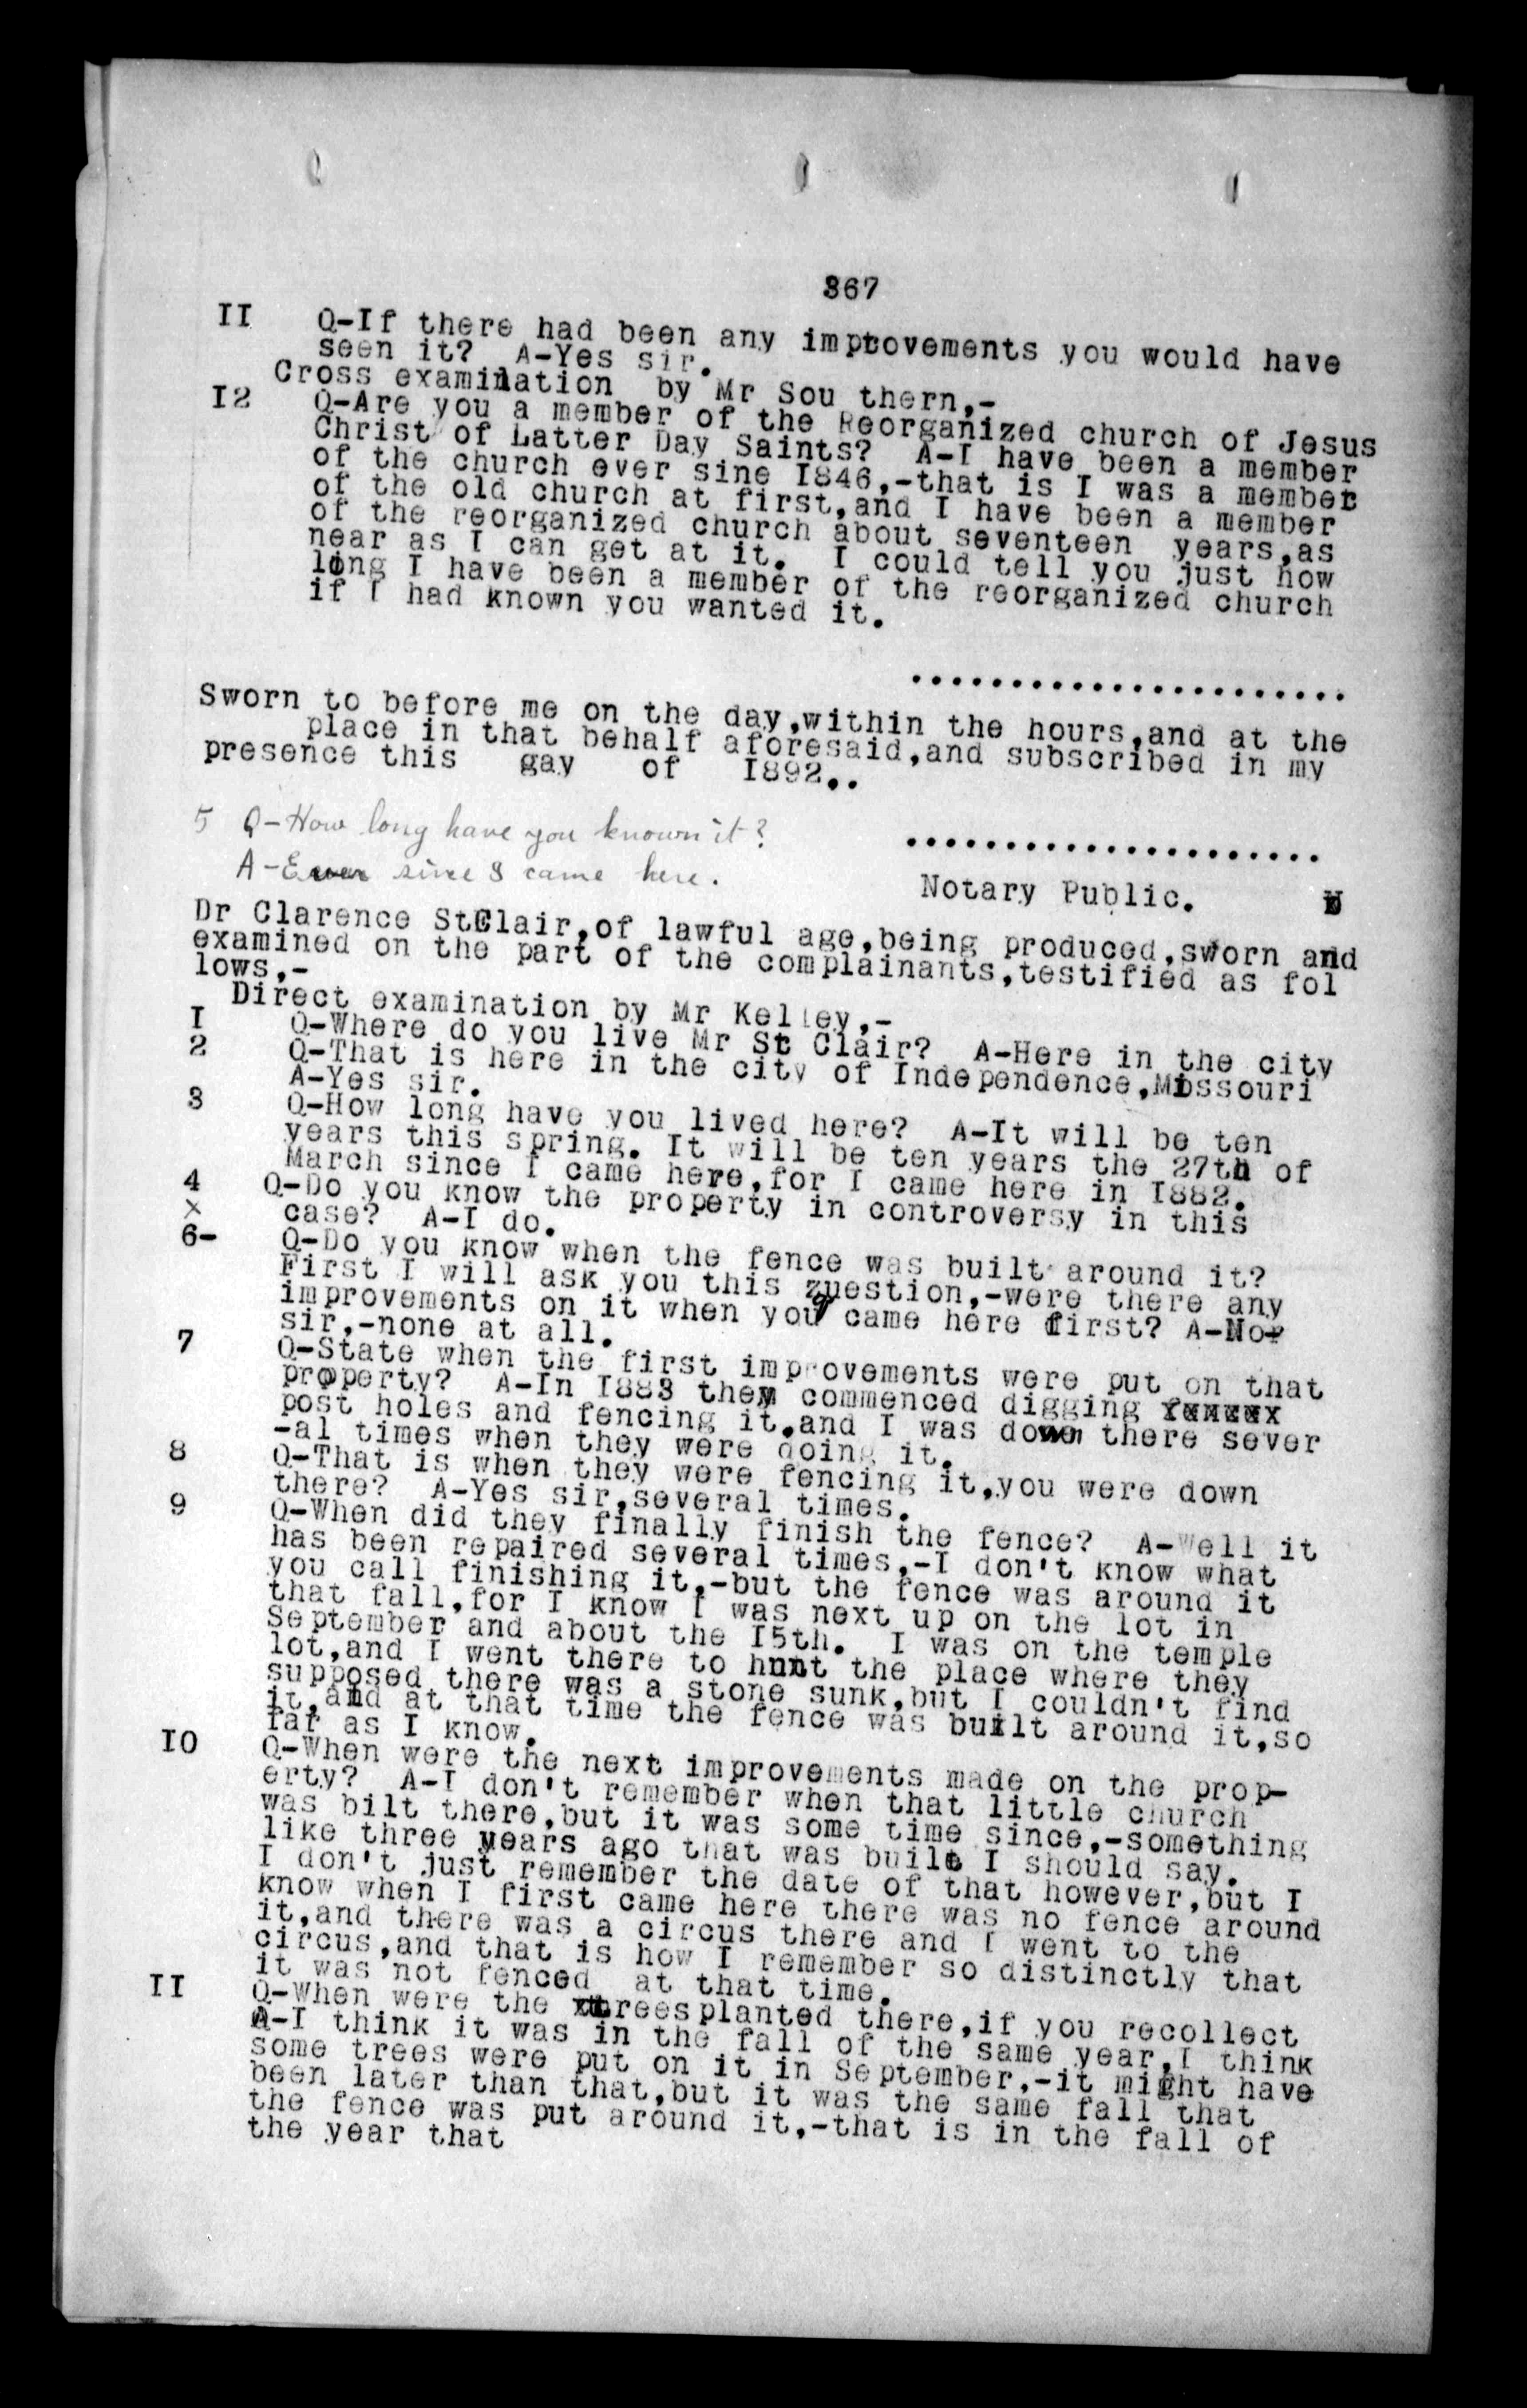 367
II Q-If there had been any improvements you would have
seen it? A-Yes sir.
Cross examination by Mr Sou thern,-
I2 Q-Are you a member of the Reorganized church of Jesus
Christ of Latter Day Saints? A-I have been a member
of the church ever sine I846,-that is I was a member
of the old church at first,and I have been a member
of the reorganized church about seventeen years,as
near as I can get at it. I could tell you just how
long I have been a member of the reorganized church
if I had known you wanted it.
......................
Sworn to before me on the day,within the hours,and at the
place in that behalf aforesaid,and subscribed in my
presence this gay of I892..
5 Q-How long have you known it?
.....................
A-Ever since I came here.
Notary Public.
Dr Clarence StClair,of lawful age,being produced,sworn and
examined on the part of the complainants,testified as fol
lows,-
Direct examination by Mr Kelley,-
I Q-Where do you live Mr St Clair? A-Here in the city
2 Q-That is here in the city of Independence,Missouri
A-Yes sir.
3 Q-How long have you lived here? A-It will be ten
years this spring. It will be ten years the 27th of
March since I came here,for I came here in I882.
4 Q-Do you know the property in controversy in this
x case? A-I do.
6- Q-Do you know when the fence was built around it?
First I will ask you this question,-were there any
improvements on it when you came here first? A-No
sir,-none at all.
7 Q-State when the first improvements were put on that
property? A-In I883 they commenced digging fxxxxx
post holes and fencing it,and I was down there sever
-al times when they were doing it.
8 Q-That is when they were fencing it,you were down
there? A-Yes sir,several times.
9 Q-When did they finally finish the fence? A-Well it
has been repaired several times,-I don't know what
you call finishing it,-but the fence was around it
that fall,for I know I was next up on the lot in
September and about the I5th. I was on the temple
lot,and I went there to hunt the place where they
supposed there was a stone sunk,but I couldn't find
it,and at that time the fence was built around it,so
far as I know.
IO Q-When were the next improvements made on the prop-
erty? A-I don't remember when that little church
was bilt there,but it was some time since,-something
like three years ago that was built I should say.
I don't just remember the date of that however,but I
know when I first came here there was no fence around
it,and there was a circus there and I went to the
circus,and that is how I remember so distinctly that
it was not fenced at that time.
II Q-When were the trees planted there,if you recollect
A-I think it was in the fall of the same year,I think
some trees were put on it in September,-it might have
been later than that,but it was the same fall that
the fence was put around it,-that is in the fall of
the year that